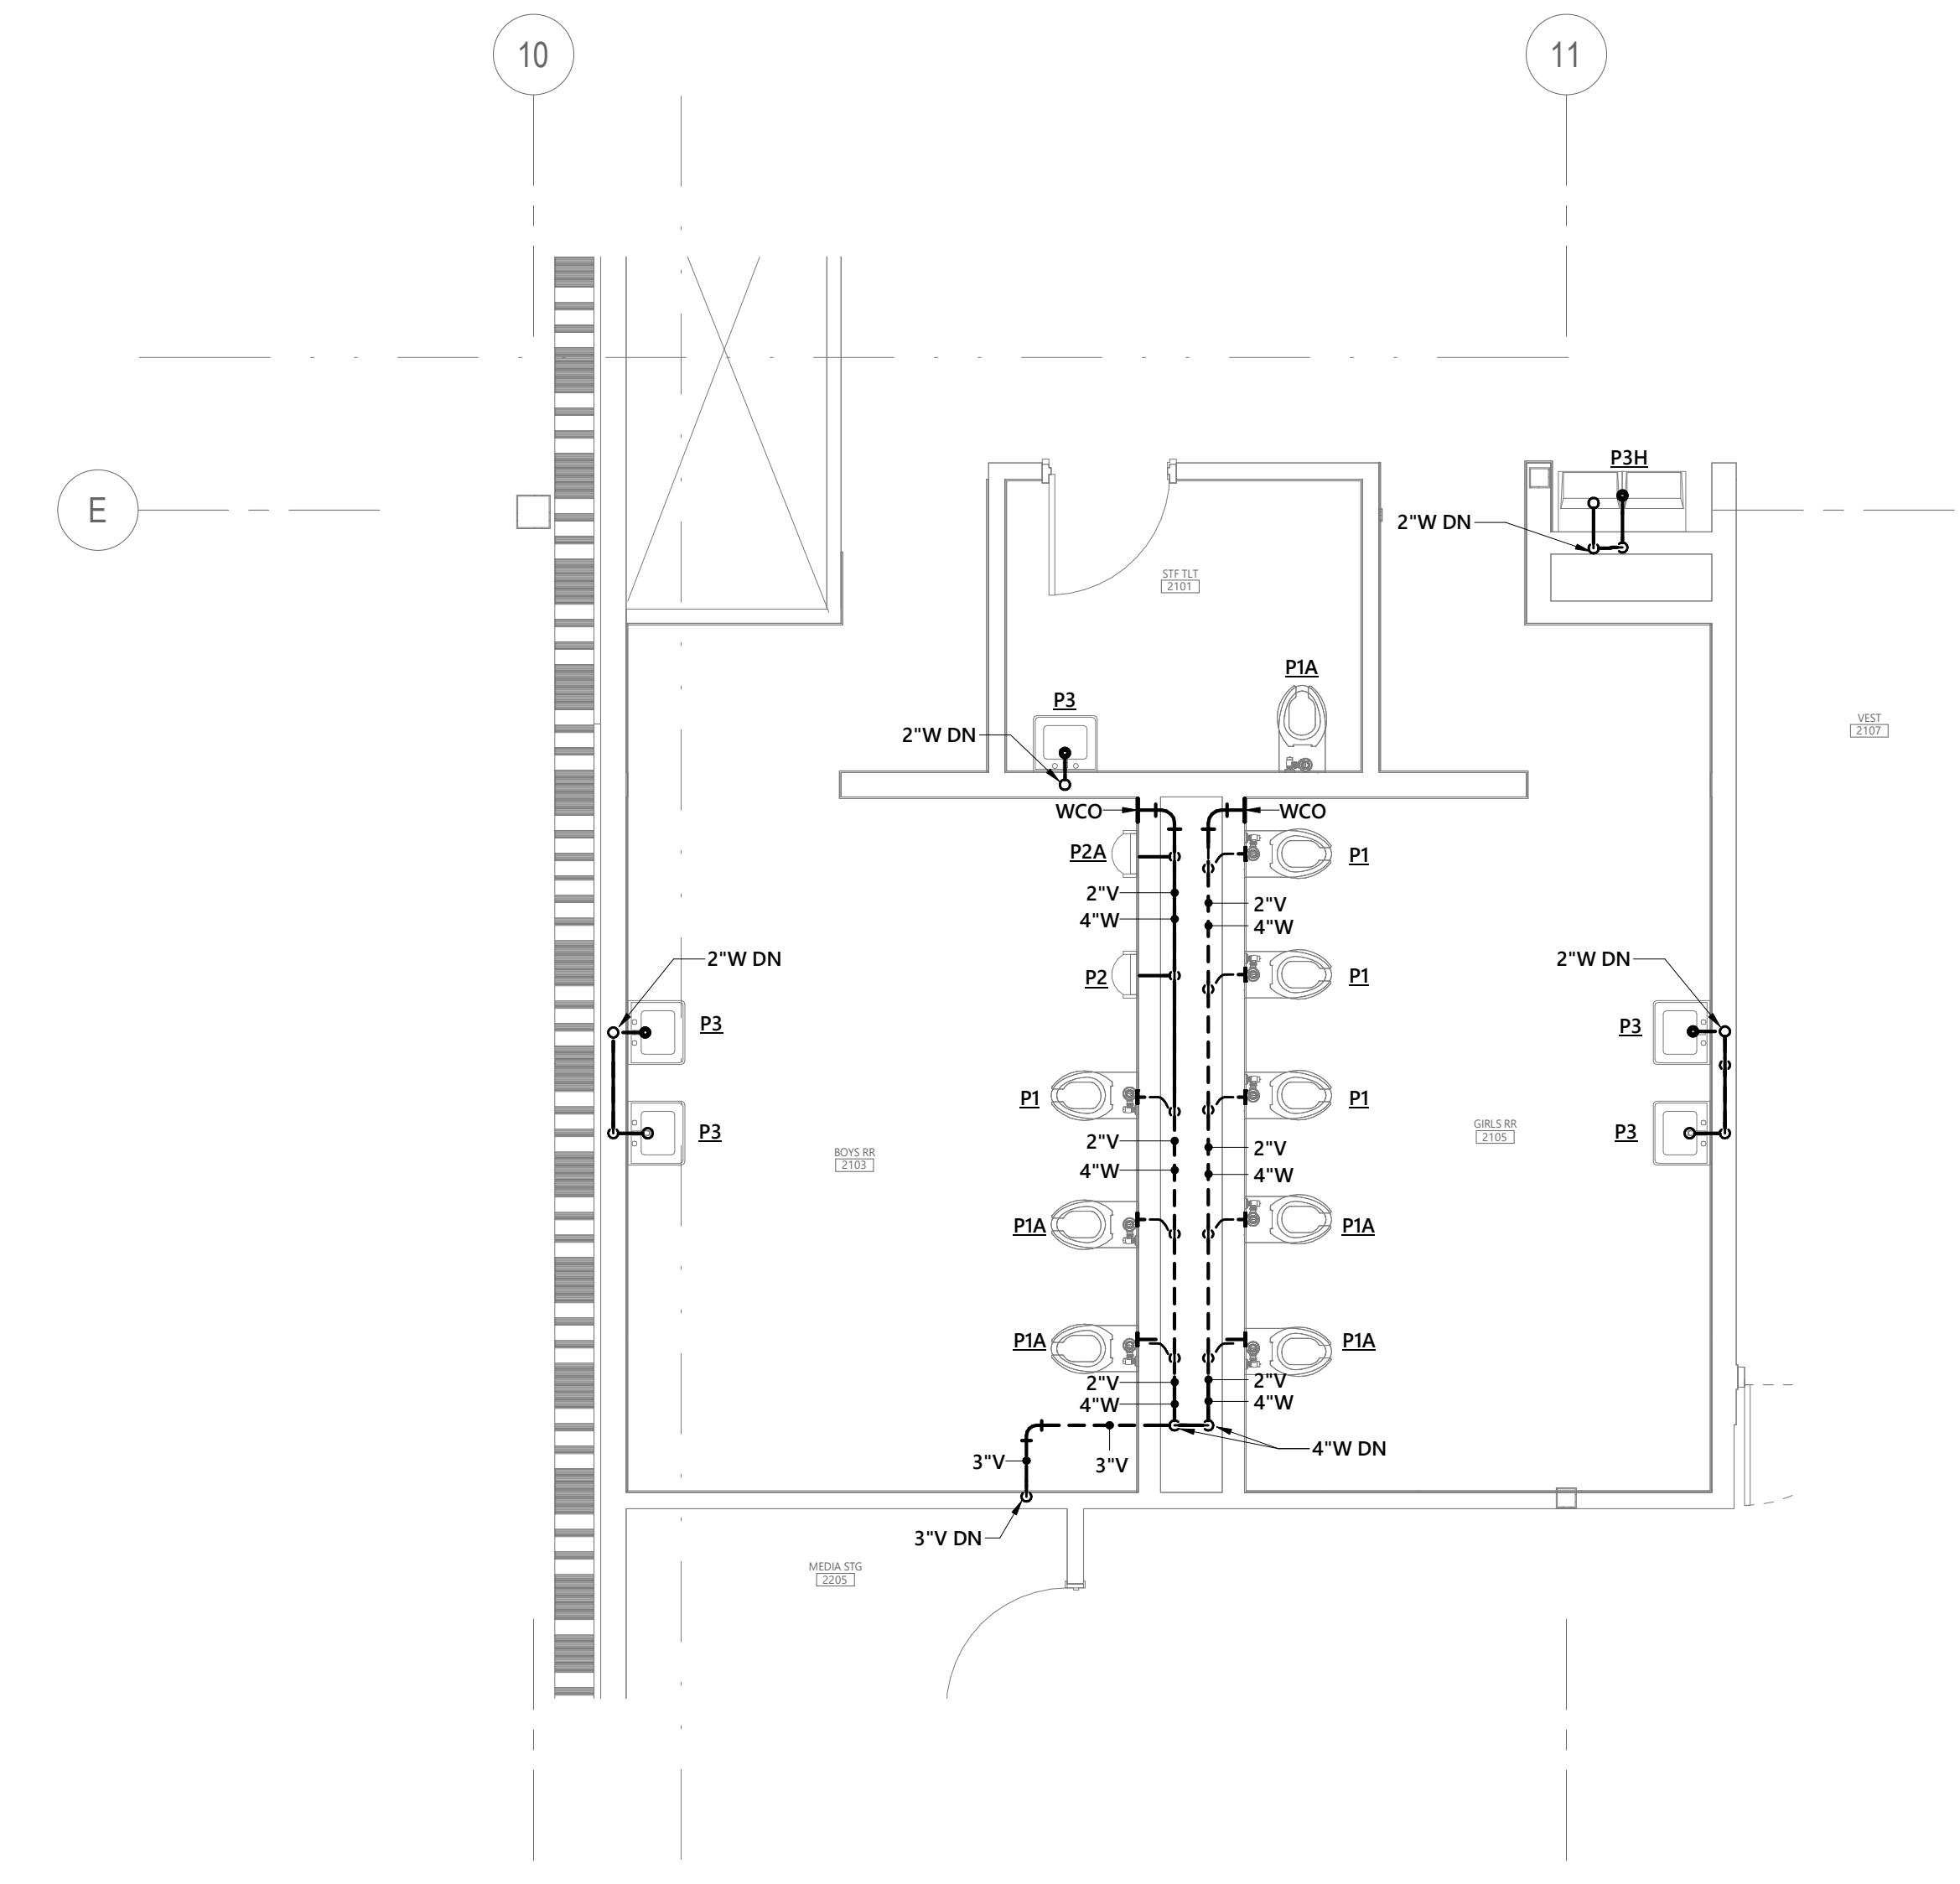 10
11
E
P3H
2"W DN
STF TLT
2101
P1A
P3
2"W DN
VEST
2107
WCO
WCO
P2A
P1
2"V
2"V
4"W
4"W
2"W DN
2"W DN
P2
P1
P3
P3
P1
P1
P3
P3
GIRLS RR
2105
2"V
2"V
BOYS RR
2103
4"W
4"W
P1A
P1A
P1A
P1A
2"V
2"V
4"W
4"W
4"W DN
3"V
3"V
3"V DN
MEDIA STG
2205